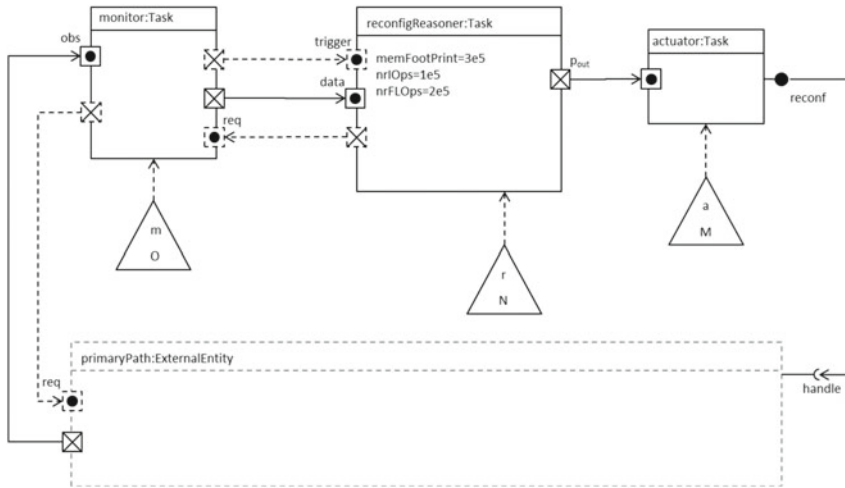 monitor:Task
reconfigReasoner:Task
actuator:Task
obs
trigger
memFootPrint=3e5
nrIOps=1e5
nrFLOps=2e5
data
req
pout
reconf
m
O
r
N
a
M
primaryPath:ExternalEntity
req
handle